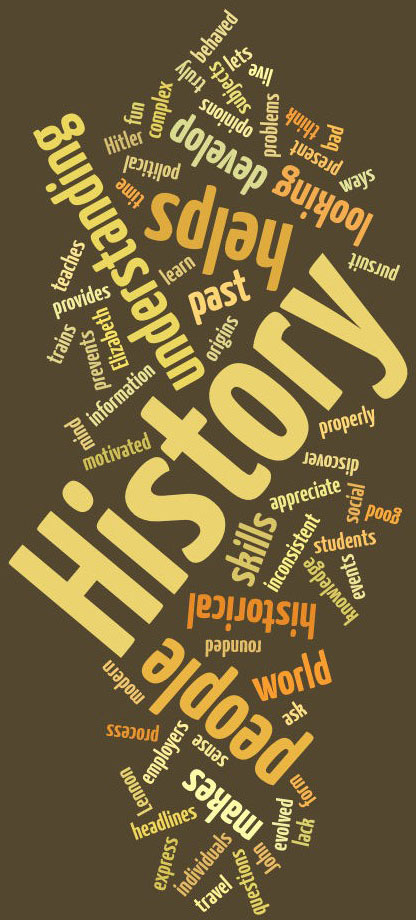 behaved
lets
truly
subjects
live
opinions
fun
complex
problems
think
bad
Hitler
develop
present
political
looking
ways
time
helps
understanding
teaches
learn
pursuit
provides
past
Elizabeth
trains
prevents
origins
information
History
mind
motivated
properly
discover
appreciate
social
good
skills
inconsistent
students
events
knowledge
historical
rounded
people
world
modern
ask
process
employers
sense
form
Lennon
makes
headlines
evolved
lack
express
individuals
John
travel
questions